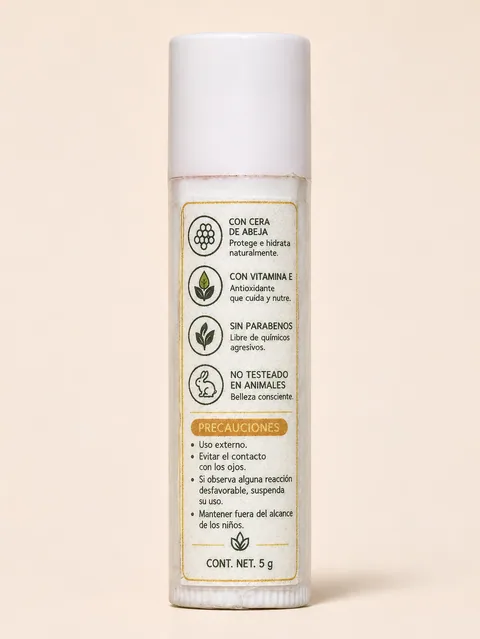 CON CERA
DE ABEJA
Protege e hidrata
naturalmente.
CON VITAMINA E
Antioxidante
que cuida y nutre.
SIN PARABENOS
Libre de químicos
agresivos.
NO TESTEADO
EN ANIMALES
Belleza consciente.
PRECAUCIONES
• Uso externo.
• Evitar el contacto
con los ojos.
• Si observa alguna reacción
desfavorable, suspenda
su uso.
• Mantener fuera del alcance
de los niños.
CONT. NET. 5 g